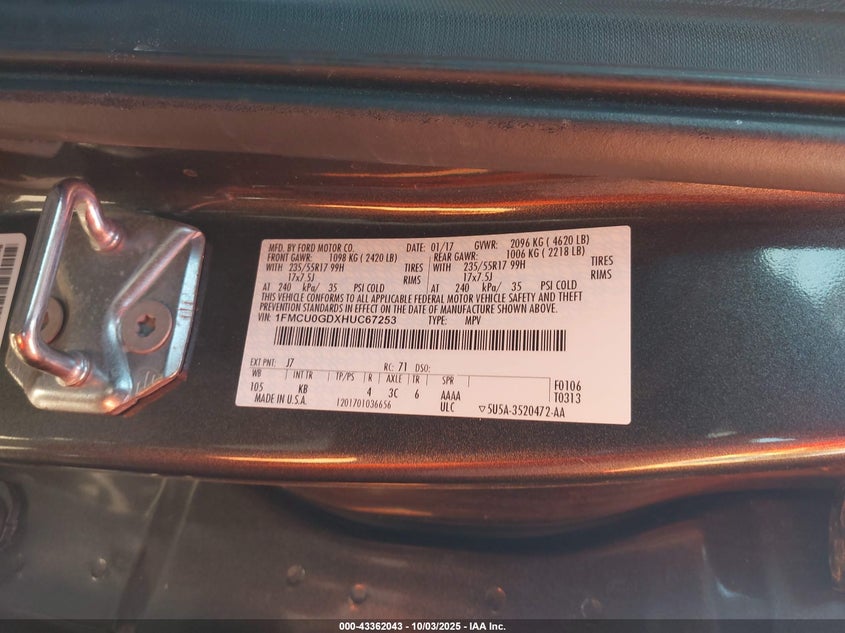 MFD. BY FORD MOTOR CO. DATE: 01/17 GVWR: 2096 KG ( 4620 LB)
FRONT GAWR: 1098 KG ( 2420 LB) REAR GAWR: 1006 KG ( 2218 LB)
WITH 235/55R17 99H TIRES WITH 235/55R17 99H TIRES
17x7.5J RIMS 17x7.5J RIMS
AT 240 kPa/ 35 PSI COLD AT 240 kPa/ 35 PSI COLD
THIS VEHICLE CONFORMS TO ALL APPLICABLE FEDERAL MOTOR VEHICLE SAFETY AND THEFT
PREVENTION STANDARDS IN EFFECT ON THE DATE OF MANUFACTURE SHOWN ABOVE.
1FMCU0GDXHUC67253 TYPE: MPV
EXT PNT: J7 RC: 71 DSO:
WB INT TR TP/PS R AXLE TR SPR
105 KB 4 3C 6 AAAA
F0106
T0313
MADE IN U.S.A. 1201701036656 ULC ▽5U5A-3520472-AA
000-43362043 - 10/03/2025 - IAA Inc.